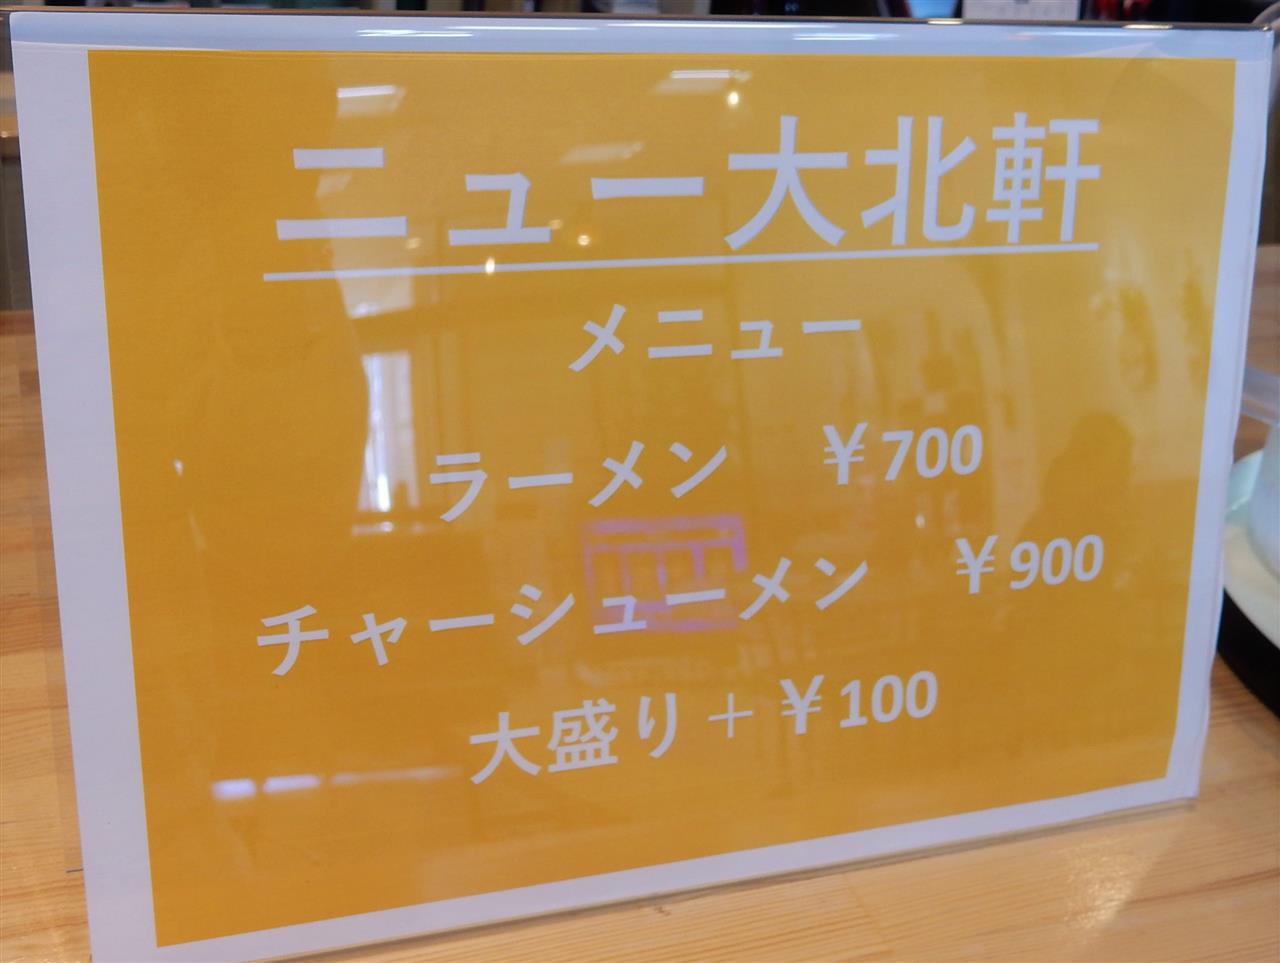 ニュー大北軒
メニュー
ラーメン　￥700
チャーシューメン　￥900
大盛り＋￥100